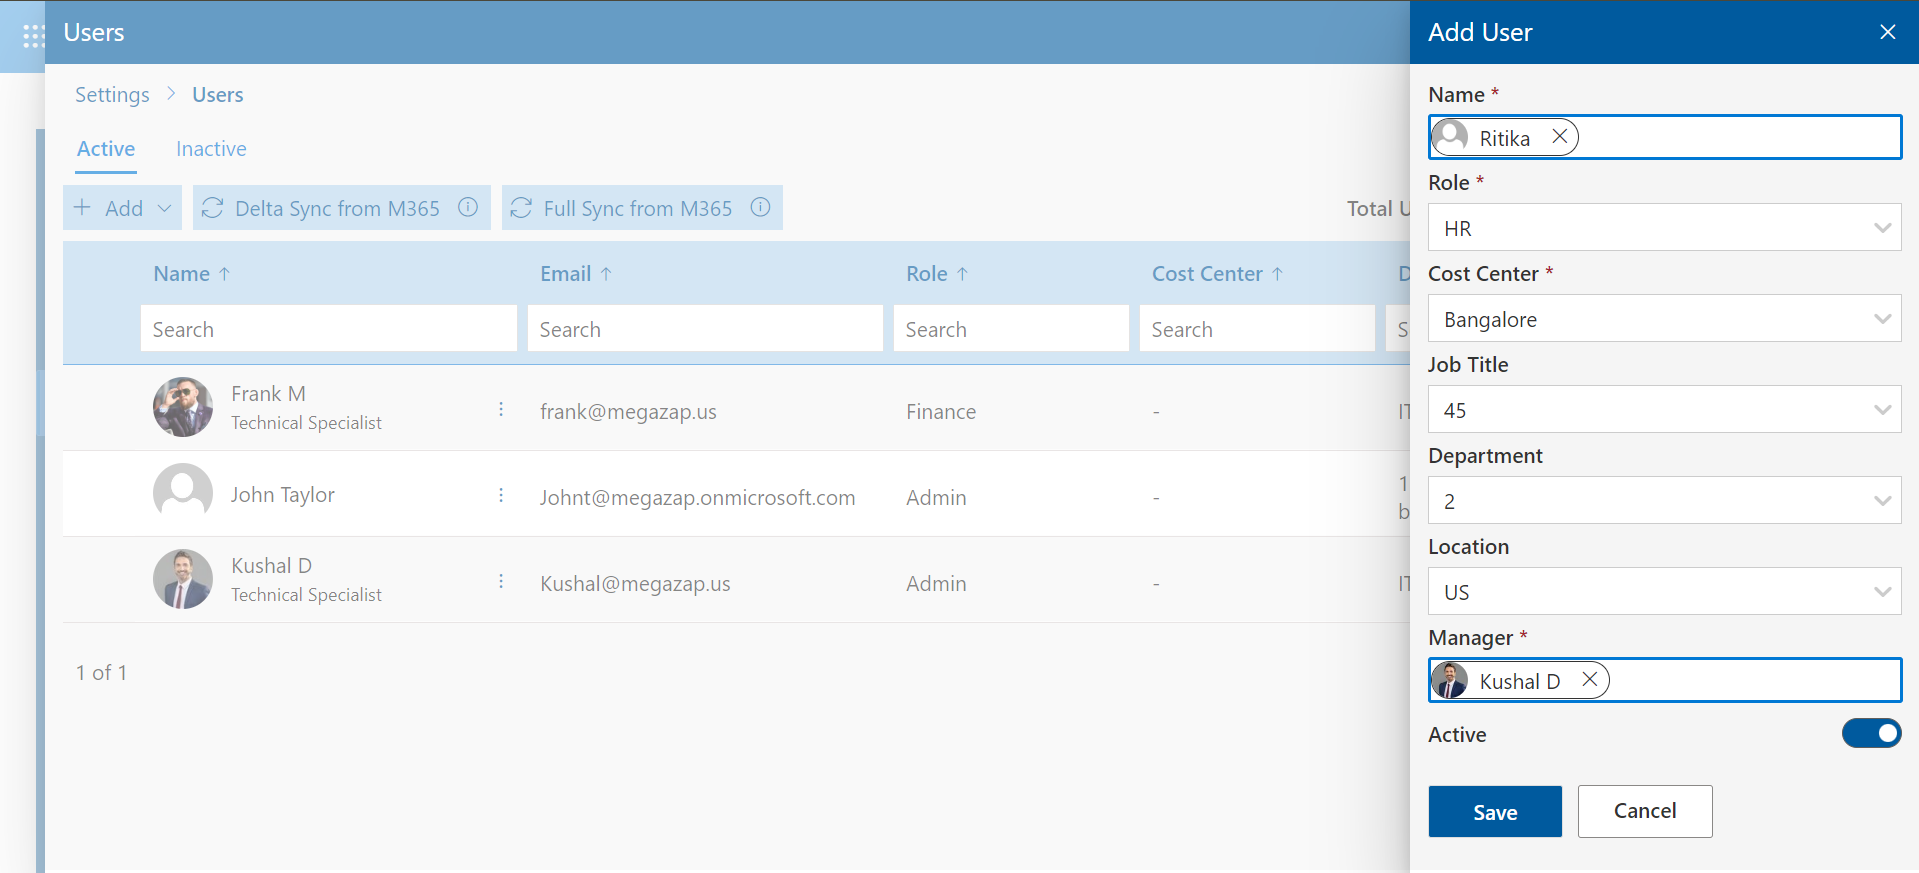 Users
Settings > Users
Active Inactive
+ Add Delta Sync from M365 Full Sync from M365 Total U
Name ↑ Email ↑ Role ↑ Cost Center ↑ D
Search Search Search Search S
Frank M
Technical Specialist
frank@megazap.us Finance - IT
John Taylor Johnt@megazap.onmicrosoft.com Admin - 1
b
Kushal D
Technical Specialist
Kushal@megazap.us Admin - IT
1 of 1
Add User
Name *
Ritika
Role *
HR
Cost Center *
Bangalore
Job Title
45
Department
2
Location
US
Manager *
Kushal D
Active
Save Cancel